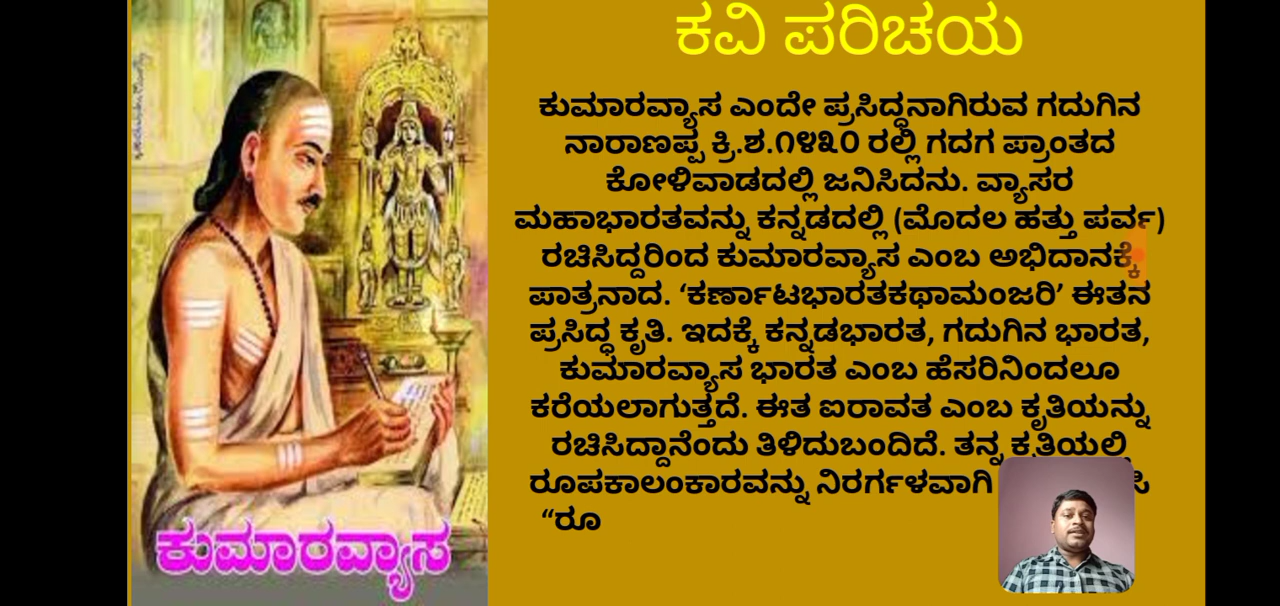 ಕವಿ ಪರಿಚಯ
ಕುಮಾರವ್ಯಾಸ ಎಂದೇ ಪ್ರಸಿದ್ಧನಾಗಿರುವ ಗದುಗಿನ
ನಾರಾಣಪ್ಪ ಕ್ರಿ.ಶ.೧೪೩೦ ರಲ್ಲಿ ಗದಗ ಪ್ರಾಂತದ
ಕೋಳಿವಾಡದಲ್ಲಿ ಜನಿಸಿದನು. ವ್ಯಾಸರ
ಮಹಾಭಾರತವನ್ನು ಕನ್ನಡದಲ್ಲಿ (ಮೊದಲ ಹತ್ತು ಪರ್ವ)
ರಚಿಸಿದ್ದರಿಂದ ಕುಮಾರವ್ಯಾಸ ಎಂಬ ಅಭಿದಾನಕ್ಕೆ
ಪಾತ್ರನಾದ. ‘ಕರ್ಣಾಟಭಾರತಕಥಾಮಂಜರಿ’ ಈತನ
ಪ್ರಸಿದ್ಧ ಕೃತಿ. ಇದಕ್ಕೆ ಕನ್ನಡಭಾರತ, ಗದುಗಿನ ಭಾರತ,
ಕುಮಾರವ್ಯಾಸ ಭಾರತ ಎಂಬ ಹೆಸರಿನಿಂದಲೂ
ಕರೆಯಲಾಗುತ್ತದೆ. ಈತ ಐರಾವತ ಎಂಬ ಕೃತಿಯನ್ನು
ರಚಿಸಿದ್ದಾನೆಂದು ತಿಳಿದುಬಂದಿದೆ. ತನ್ನ ಕೃತಿಯಲ್ಲಿ
ರೂಪಕಾಲಂಕಾರವನ್ನು ನಿರರ್ಗಳವಾಗಿ
“ರೂ
ಕುಮಾರವ್ಯಾಸ